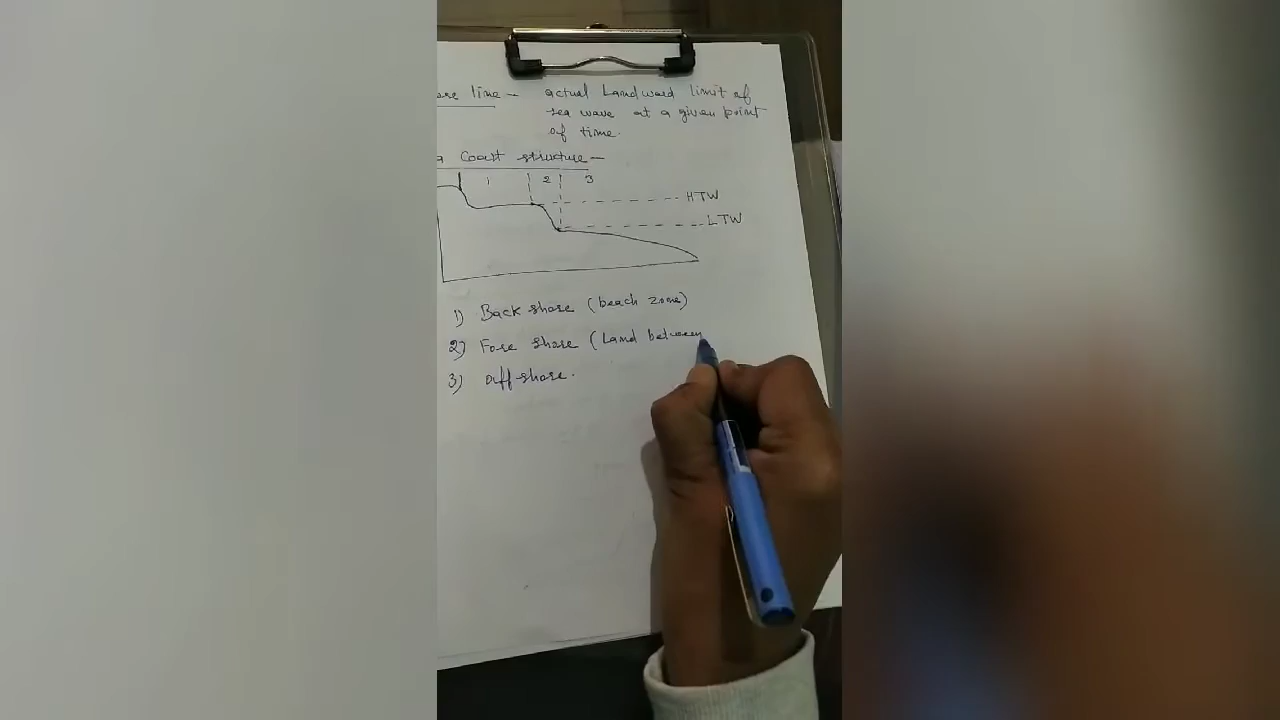 ore line - actual Landward limit of
sea wave at a given point
of time.
Coast structure -
1 2 3
HTW
LTW
1) Back shore (beach zone)
2) Fore shore (Land between
3) off shore.